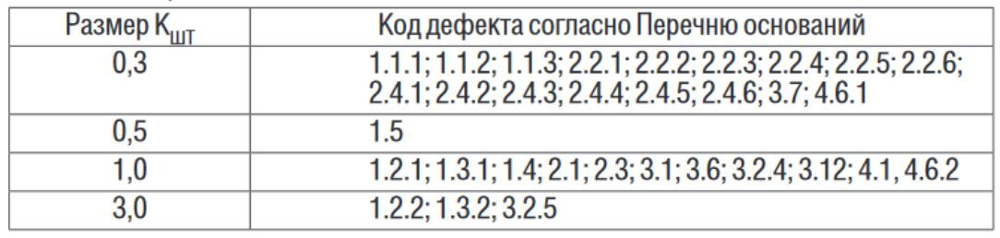 Размер Кшт Код дефекта согласно Перечню оснований
0,3 1.1.1; 1.1.2; 1.1.3; 2.2.1; 2.2.2; 2.2.3; 2.2.4; 2.2.5; 2.2.6;
2.4.1; 2.4.2; 2.4.3; 2.4.4; 2.4.5; 2.4.6; 3.7; 4.6.1
0,5 1.5
1,0 1.2.1; 1.3.1; 1.4; 2.1; 2.3; 3.1; 3.6; 3.2.4; 3.12; 4.1, 4.6.2
3,0 1.2.2; 1.3.2; 3.2.5